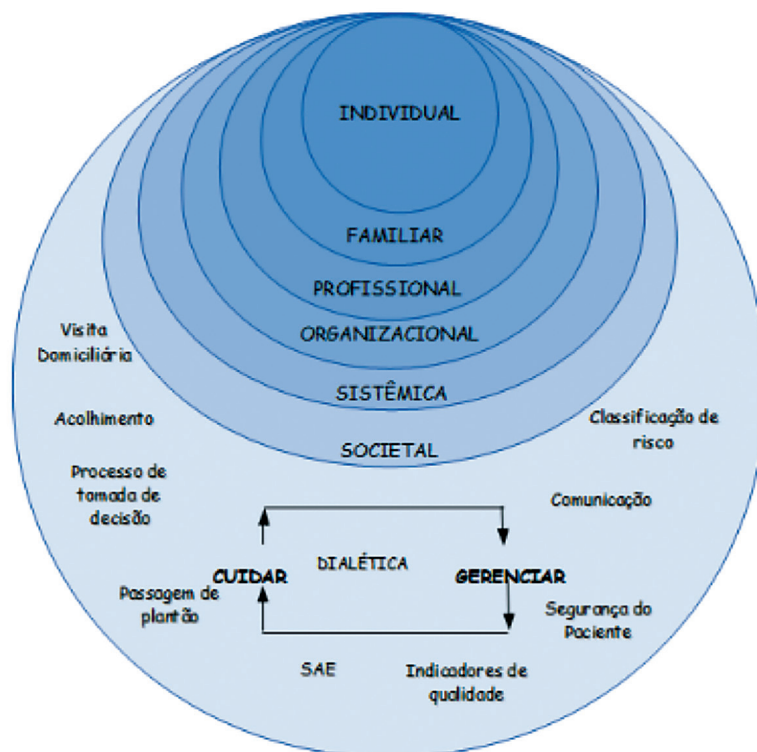 INDIVIDUAL
FAMILIAR
PROFISSIONAL
ORGANIZACIONAL
SISTÊMICA
SOCIETAL
Visita
Domiciliária
Acolhimento
Processo de
tomada de
decisão
Classificação de
risco
Comunicação
DIALÉTICA
CUIDAR
GERENCIAR
Passagem de
plantão
Segurança do
Paciente
SAE
Indicadores de
qualidade